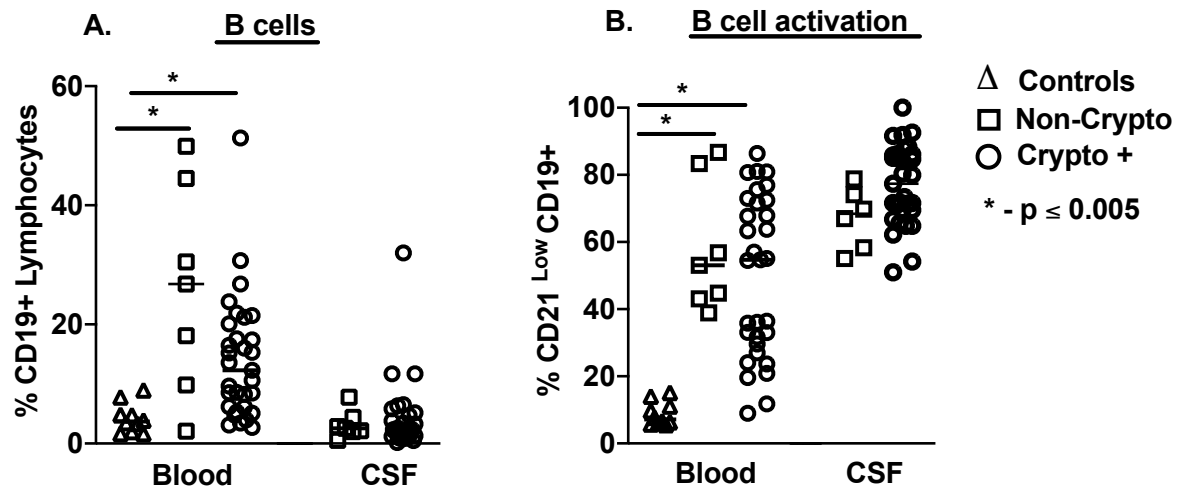 A. B cells
B. B cell activation
% CD19+ Lymphocytes
60
40
20
0
*
*
Blood
CSF
% CD21 Low CD19+
100
80
60
40
20
0
*
*
Blood
CSF
Controls
Non-Crypto
Crypto +
* - p ≤ 0.005